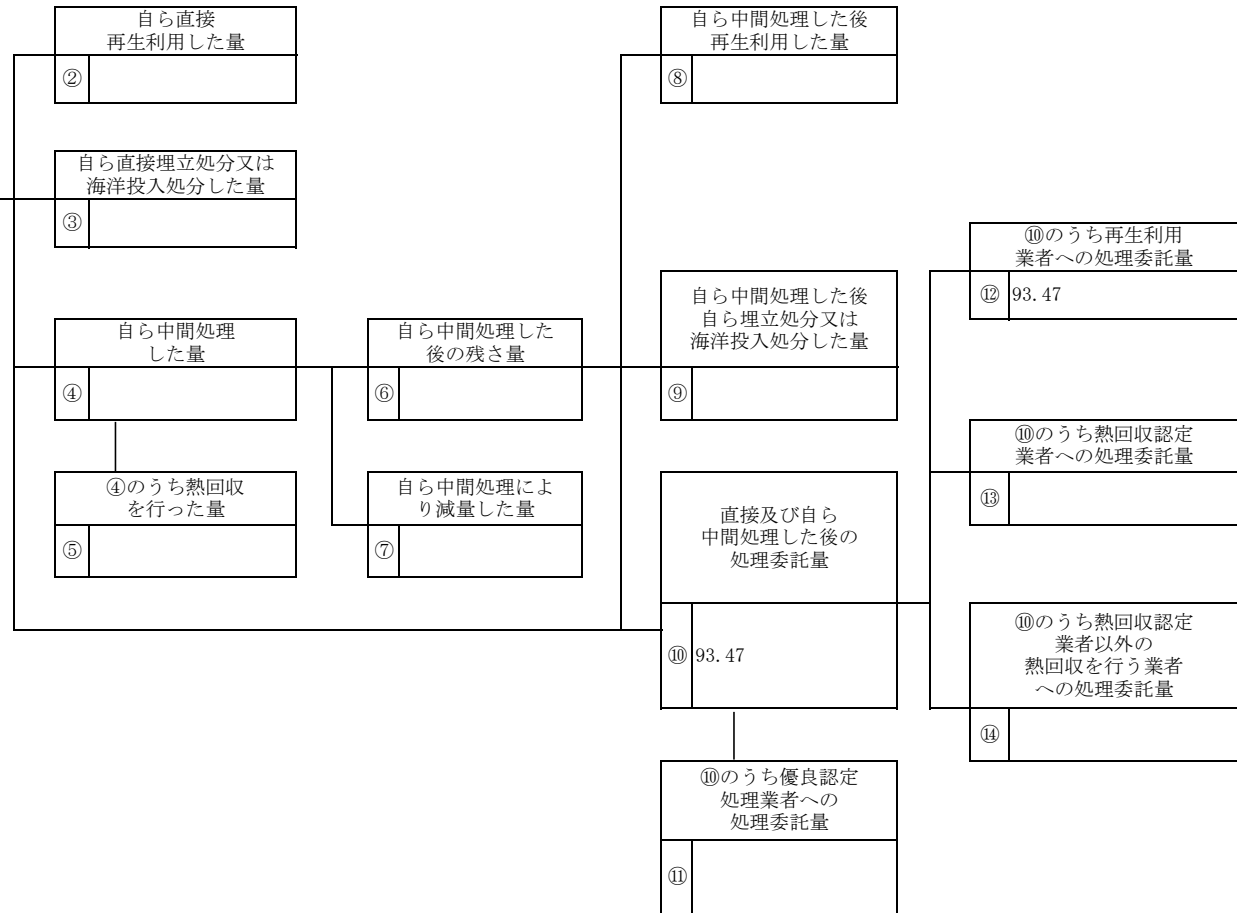 自ら直接
再生利用した量
②
自ら直接埋立処分又は
海洋投入処分した量
③
自ら中間処理
した量
④
④のうち熱回収
を行った量
⑤
自ら中間処理した
後の残さ量
⑥
自ら中間処理によ
り減量した量
⑦
自ら中間処理した後
再生利用した量
⑧
自ら中間処理した後
自ら埋立処分又は
海洋投入処分した量
⑨
直接及び自ら
中間処理した後の
処理委託量
⑩ 93.47
⑩のうち優良認定
処理業者への
処理委託量
⑪
⑩のうち再生利用
業者への処理委託量
⑫ 93.47
⑩のうち熱回収認定
業者への処理委託量
⑬
⑩のうち熱回収認定
業者以外の
熱回収を行う業者
への処理委託量
⑭